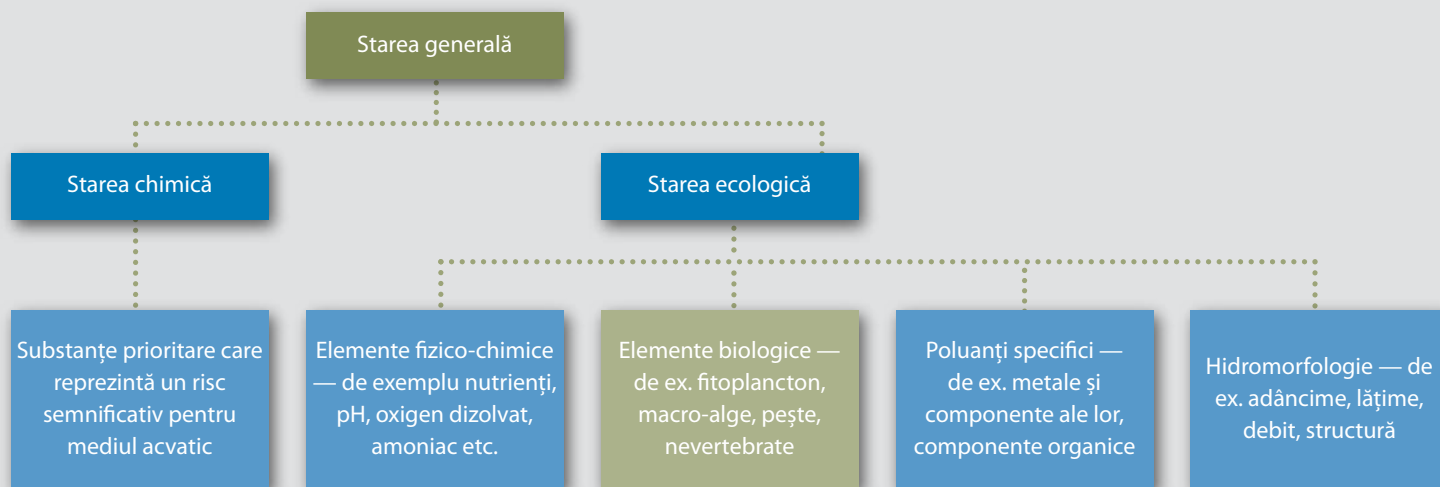 Starea generală
Starea chimică
Starea ecologică
Substanțe prioritare care
reprezintă un risc
semnificativ pentru
mediul acvatic
Elemente fizico-chimice
— de exemplu nutrienți,
pH, oxigen dizolvat,
amoniac etc.
Elemente biologice —
de ex. fitoplancton,
macro-alge, pește,
nevertebrate
Poluanți specifici —
de ex. metale și
componente ale lor,
componente organice
Hidromorfologie — de
ex. adâncime, lățime,
debit, structură